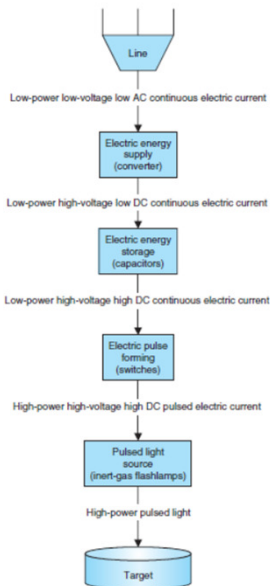 Line
Low-power low-voltage low AC continuous electric current
Electric energy
supply
(converter)
Low-power high-voltage low DC continuous electric current
Electric energy
storage
(capacitors)
Low-power high-voltage high DC continuous electric current
Electric pulse
forming
(switches)
High-power high-voltage high DC pulsed electric current
Pulsed light
source
(inert-gas flashlamps)
High-power pulsed light
Target